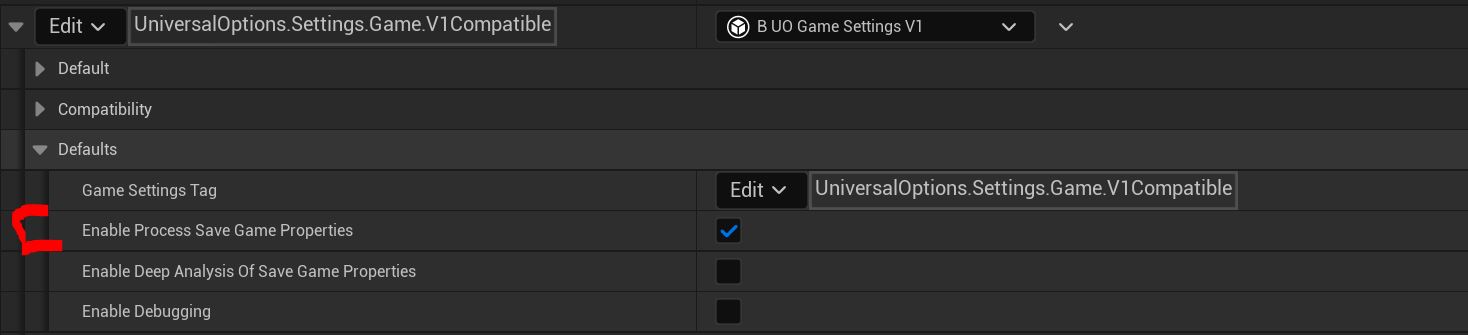 Edit UniversalOptions.Settings.Game.V1Compatible B UO Game Settings V1
Default
Compatibility
Defaults
Game Settings Tag Edit UniversalOptions.Settings.Game.V1Compatible
Enable Process Save Game Properties
Enable Deep Analysis Of Save Game Properties
Enable Debugging